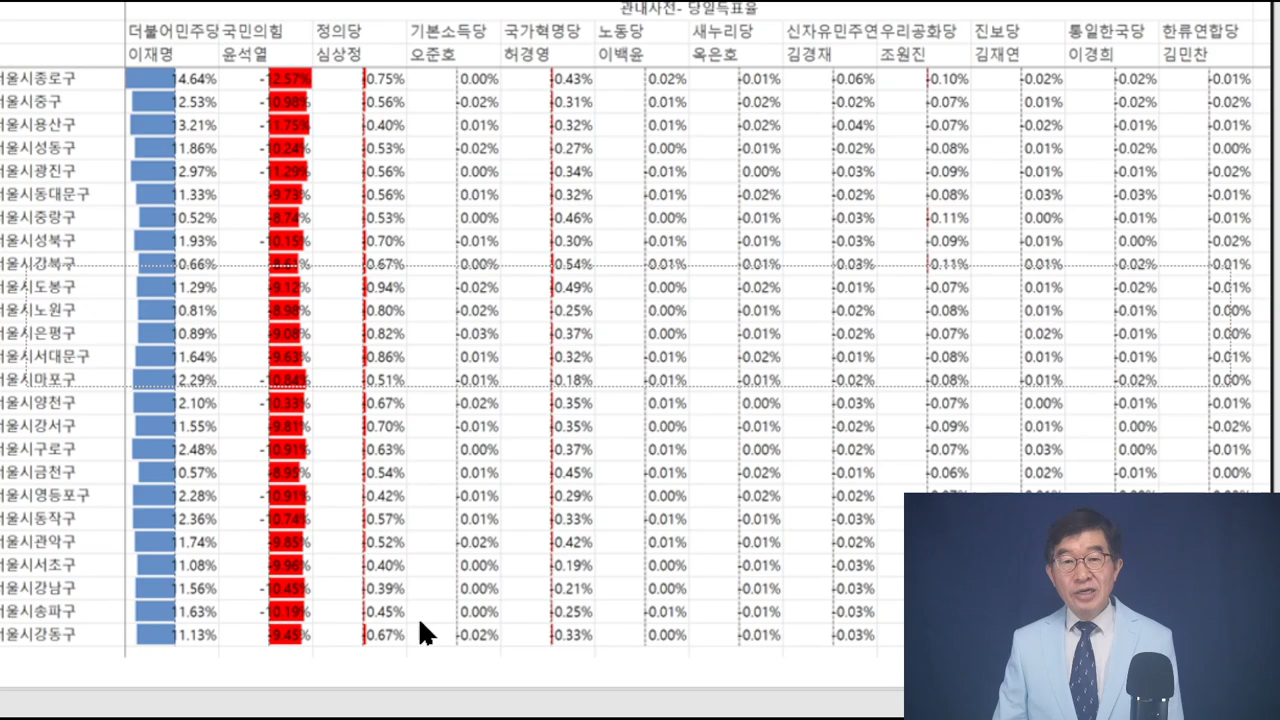 관내사전- 당일득표율
더불어민주당 국민의힘 정의당 기본소득당 국가혁명당 노동당 새누리당 신자유민주연 우리공화당 진보당 통일한국당 한류연합당
이재명 윤석열 심상정 오준호 허경영 이백윤 옥은호 김경재 조원진 김재연 이경희 김민찬
서울시종로구 14.64% -12.57% -0.75% 0.00% -0.43% 0.02% -0.01% -0.06% -0.10% -0.02% -0.02% -0.01%
서울시중구 12.53% -10.98% -0.56% -0.02% -0.31% 0.01% -0.02% -0.02% -0.07% 0.01% -0.02% -0.02%
서울시용산구 13.21% -11.75% -0.40% 0.01% -0.32% 0.01% -0.02% -0.04% -0.07% -0.02% -0.01% -0.01%
서울시성동구 11.86% -10.24% -0.53% -0.02% -0.27% 0.00% -0.01% -0.02% -0.08% 0.01% -0.02% 0.00%
서울시광진구 12.97% -11.29% -0.56% -0.01% -0.34% -0.01% 0.00% -0.03% -0.09% -0.01% -0.01% -0.02%
서울시동대문구 11.33% -9.73% -0.56% 0.01% -0.32% -0.01% -0.02% -0.02% -0.08% 0.03% -0.03% -0.01%
서울시중랑구 10.52% -8.74% -0.53% 0.00% -0.46% 0.00% -0.01% -0.03% -0.11% 0.00% -0.01% -0.01%
서울시성북구 11.93% -10.15% -0.70% -0.01% -0.30% 0.01% -0.01% -0.03% -0.09% -0.01% 0.00% -0.02%
서울시강북구 10.66% -0.67% 0.00% -0.54% -0.01% -0.01% -0.03% -0.11% -0.01% -0.02% -0.01%
서울시도봉구 11.29% -9.12% -0.94% -0.02% -0.49% 0.00% -0.02% -0.01% -0.07% -0.01% -0.02% -0.01%
서울시노원구 10.81% -8.98% -0.80% -0.02% -0.25% 0.00% -0.01% -0.02% -0.08% 0.01% -0.01% 0.00%
서울시은평구 10.89% -9.08% -0.82% -0.03% -0.37% 0.00% -0.01% -0.02% -0.07% 0.02% -0.01% 0.00%
서울시서대문구 11.64% -9.63% -0.86% 0.01% -0.32% -0.01% -0.02% -0.01% -0.08% 0.01% -0.01% -0.01%
서울시마포구 12.29% -10.84% -0.51% -0.01% -0.18% -0.01% -0.01% -0.02% -0.08% -0.01% -0.02% 0.00%
서울시양천구 12.10% -10.33% -0.67% -0.02% -0.35% 0.01% 0.00% -0.03% -0.07% 0.00% -0.01% -0.01%
서울시강서구 11.55% -9.81% -0.70% -0.01% -0.35% 0.00% -0.01% -0.02% -0.09% 0.01% 0.00% -0.02%
서울시구로구 12.48% -10.91% -0.63% 0.00% -0.37% 0.00% -0.01% -0.02% -0.07% 0.03% 0.00% -0.01%
서울시금천구 10.57% -8.95% -0.54% 0.01% -0.45% -0.01% -0.02% -0.01% -0.06% 0.02% -0.01% 0.00%
서울시영등포구 12.28% -10.91% -0.42% -0.01% -0.29% 0.00% -0.02% -0.02%
서울시동작구 12.36% -10.74% -0.57% 0.01% -0.33% -0.01% -0.01% -0.03%
서울시관악구 11.74% -9.85% -0.52% -0.02% -0.42% -0.01% -0.01% -0.02%
서울시서초구 11.08% -9.96% -0.40% 0.00% -0.19% 0.00% -0.01% -0.03%
서울시강남구 11.56% -10.45% -0.39% 0.00% -0.21% 0.00% -0.01% -0.03%
서울시송파구 11.63% -10.19% -0.45% 0.00% -0.25% -0.01% -0.01% -0.03%
서울시강동구 11.13% -9.45% -0.67% -0.02% -0.33% 0.00% -0.01% -0.03%